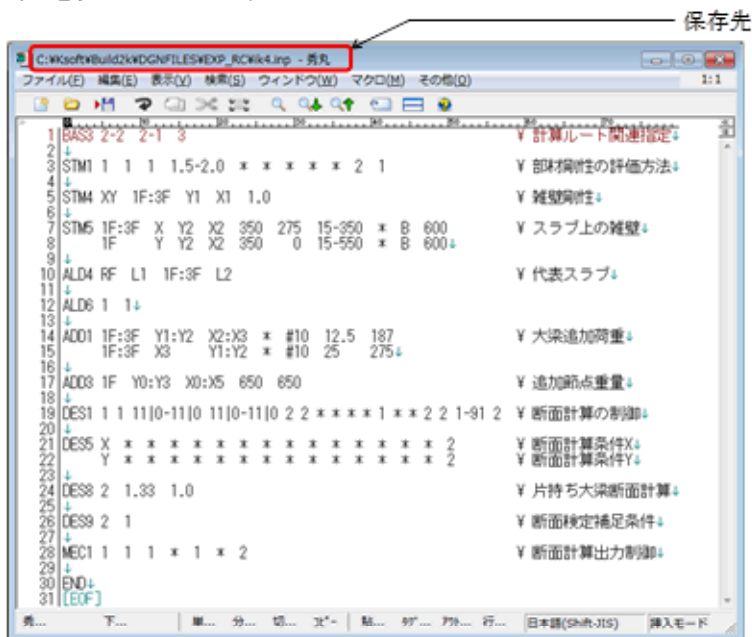 保存先
C:¥Ksoft¥Build2k¥DGNFILES¥EXP_RC¥ik4.inp - 秀丸
ファイル(F) 編集(E) 表示(V) 検索(S) ウィンドウ(W) マクロ(M) その他(O) 1:1
1 BAS3 2-2 2-1 3 ¥ 計算ルート関連指定↓
2 ↓
3 STM1 1 1 1 1.5-2.0 * * * * * 2 1 ¥ 部材剛性の評価方法↓
4 ↓
5 STM4 XY 1F:3F Y1 X1 1.0 ¥ 雑壁剛性↓
6 ↓
7 STM5 1F:3F X Y2 X2 350 275 15-350 * B 600 ¥ スラブ上の雑壁↓
8 1F Y Y2 X2 350 0 15-550 * B 600↓
9 ↓
10 ALD4 RF L1 1F:3F L2 ¥ 代表スラブ↓
11 ↓
12 ALD6 1 1↓
13 ↓
14 ADD1 1F:3F Y1:Y2 X2:X3 * #10 12.5 187 ¥ 大梁追加荷重↓
15 1F:3F X3 Y1:Y2 * #10 25 275↓
16 ↓
17 ADD3 1F Y0:Y3 X0:X5 650 650 ¥ 追加節点重量↓
18 ↓
19 DES1 1 1 11|0-11|0 11|0-11|0 2 2 * * * * 1 * * 2 2 1-91 2 ¥ 断面計算の制御↓
20 ↓
21 DES5 X * * * * * * * * * * * * * * 2 ¥ 断面計算条件X↓
22 Y * * * * * * * * * * * * * * 2 ¥ 断面計算条件Y↓
23 ↓
24 DES8 2 1.33 1.0 ¥ 片持ち大梁断面計算↓
25 ↓
26 DES9 2 1 ¥ 断面検定補足条件↓
27 ↓
28 MEC1 1 1 1 * 1 * 2 ¥ 断面計算出力制御↓
29 ↓
30 END↓
31 [EOF]
秀... 下... 単... 分... 切... ｺﾋﾟｰ 貼... 行... 日本語(Shift-JIS) 挿入モード